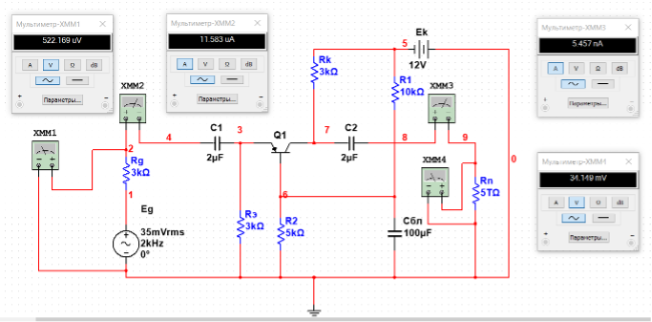 Мультиметр-XMM1
522.169 uV
A V Ω dB
Параметры...
Мультиметр-XMM2
11.583 uA
A V Ω dB
Параметры...
Мультиметр-XMM3
5.457 nA
A V Ω dB
Параметры...
Мультиметр-XMM4
34.149 mV
A V Ω dB
Параметры...
Ek
5
12V
Rk
3kΩ
R1
10kΩ
XMM2
XMM3
XMM1
4
C1
2µF
3
Q1
7
C2
2µF
8
9
0
2
Rg
3kΩ
1
XMM4
Rn
5TΩ
6
Eg
35mVrms
2kHz
0°
Rэ
3kΩ
R2
5kΩ
Cбл
100µF